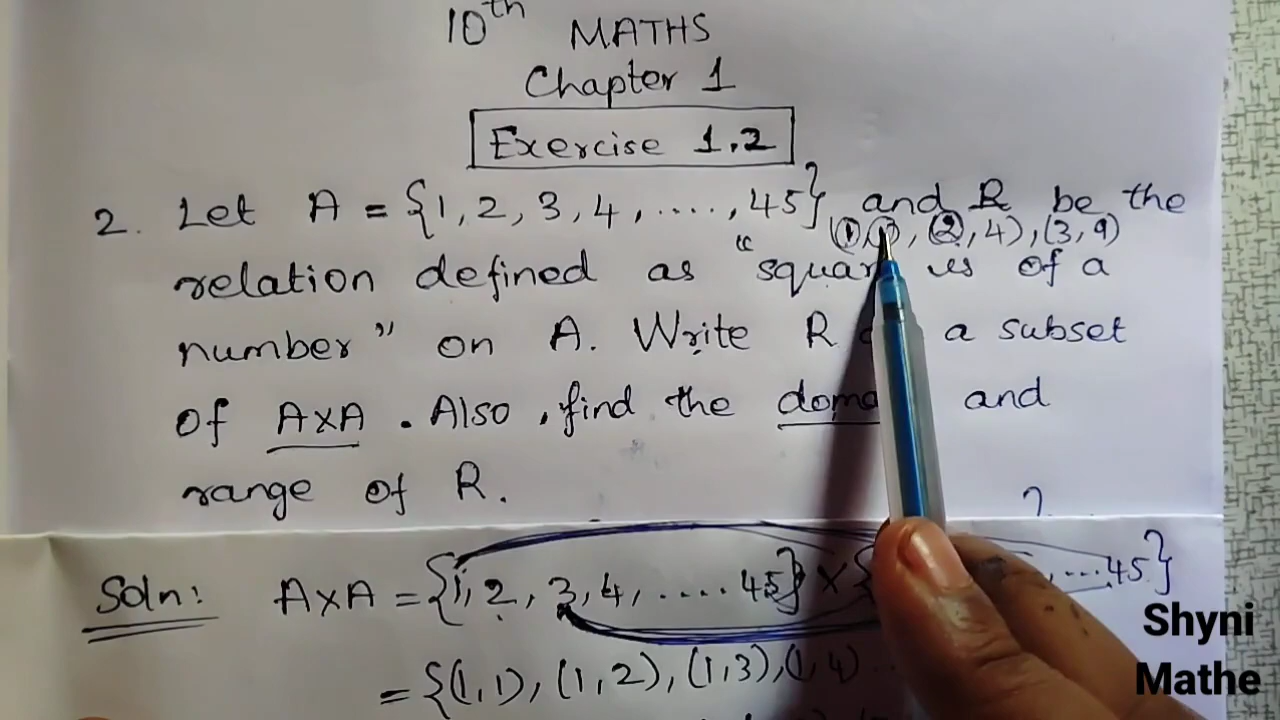 10th MATHS
Chapter 1
Exercise 1.2
2. Let A = {1, 2, 3, 4, ....., 45} and R be the
(1, , (2, 4), (3, 9)
relation defined as "squar es of a
number" on A. Write R a subset
of A×A. Also, find the doma and
range of R.
Soln: A×A = {1, 2, 3, 4, ..... 45} × { , ...45}
= {(1,1), (1,2), (1,3), (1,4) ..
Shyni
Mathe